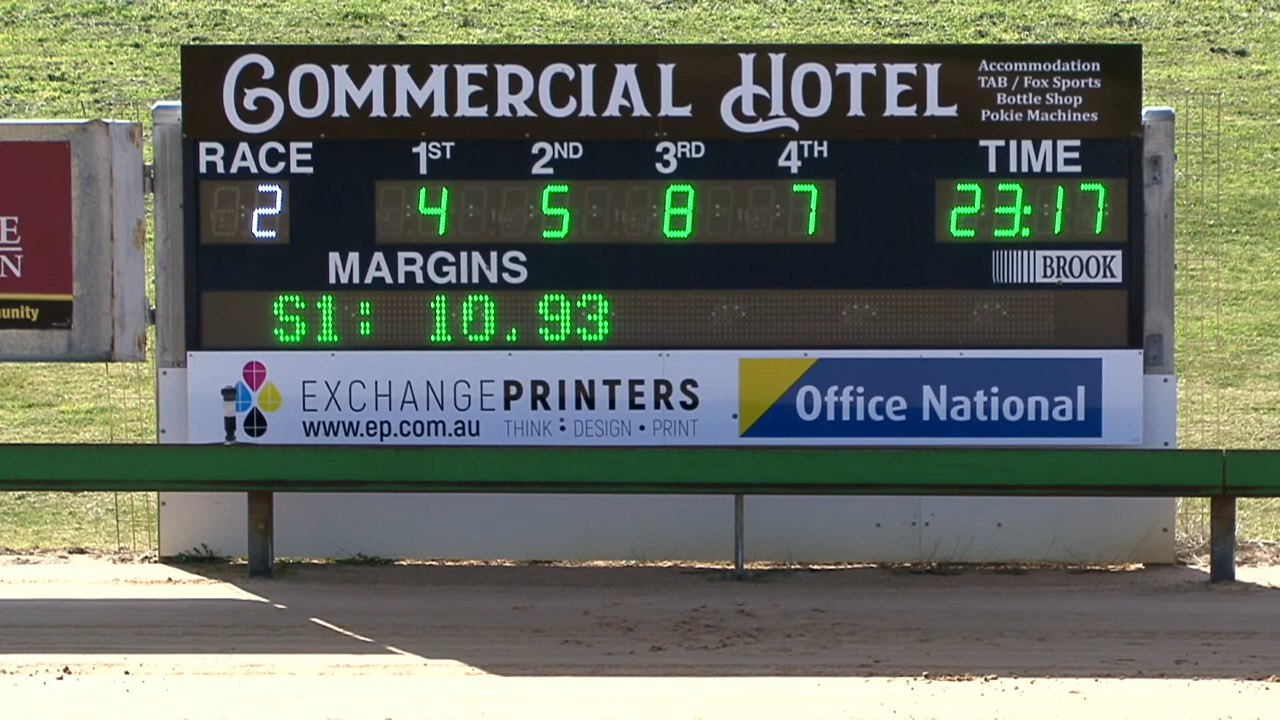 COMMERCIAL HOTEL
Accommodation
TAB / Fox Sports
Bottle Shop
Pokie Machines
RACE 1ST 2ND 3RD 4TH TIME
2 4 5 8 7 23:17
MARGINS
BROOK
S1: 10.93
EXCHANGEPRINTERS
www.ep.com.au THINK • DESIGN • PRINT
Office National
E
N
unity